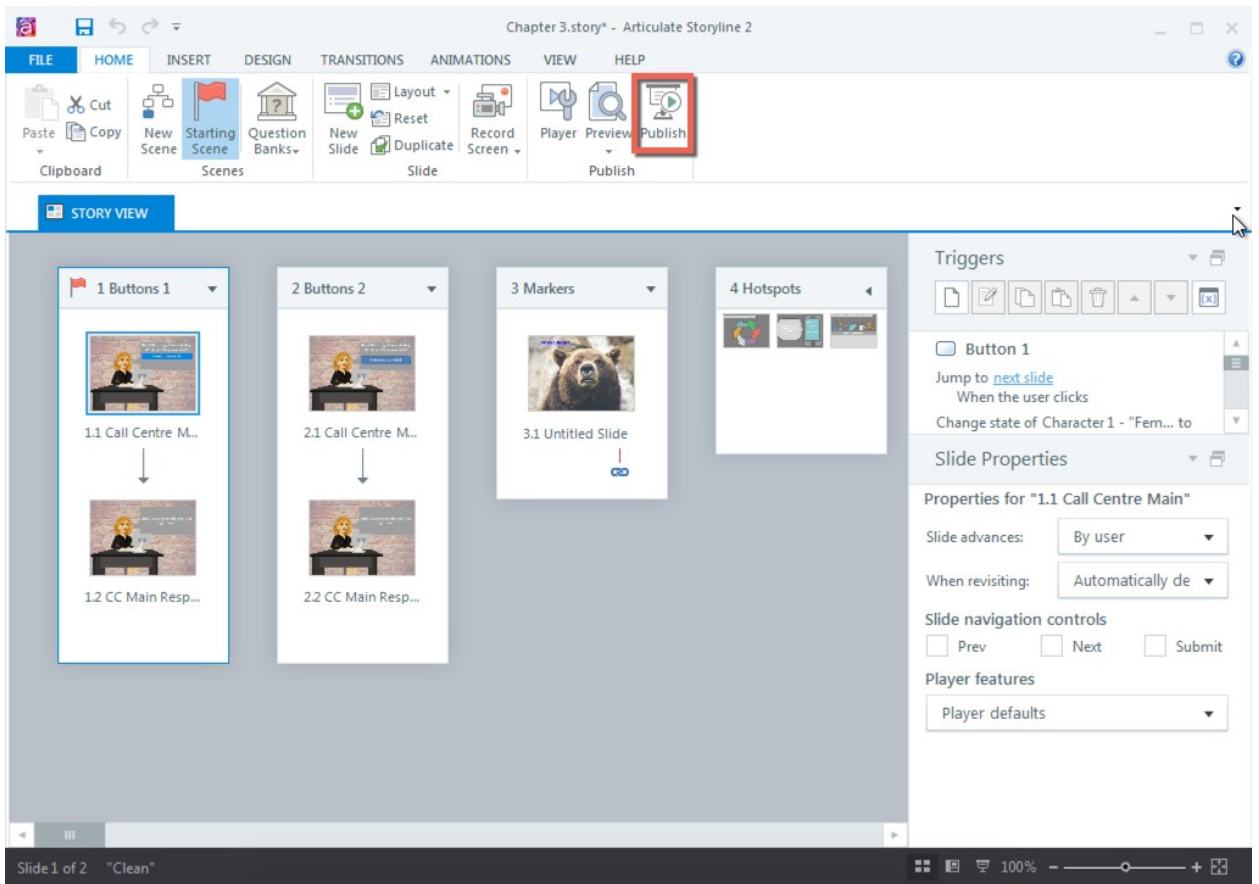 Chapter 3.story* - Articulate Storyline 2
FILE HOME INSERT DESIGN TRANSITIONS ANIMATIONS VIEW HELP
Paste
Cut
Copy
Clipboard
New Scene
Starting Scene
Question Banks
Scenes
New Slide
Layout
Reset
Duplicate
Record Screen
Slide
Player
Preview
Publish
Publish
STORY VIEW
1 Buttons 1
1.1 Call Centre M...
1.2 CC Main Resp...
2 Buttons 2
2.1 Call Centre M...
2.2 CC Main Resp...
3 Markers
3.1 Untitled Slide
4 Hotspots
Triggers
Button 1
Jump to next slide
When the user clicks
Change state of Character 1 - "Fem... to
Slide Properties
Properties for "1.1 Call Centre Main"
Slide advances: By user
When revisiting: Automatically de
Slide navigation controls
Prev Next Submit
Player features
Player defaults
Slide 1 of 2 "Clean" 100%